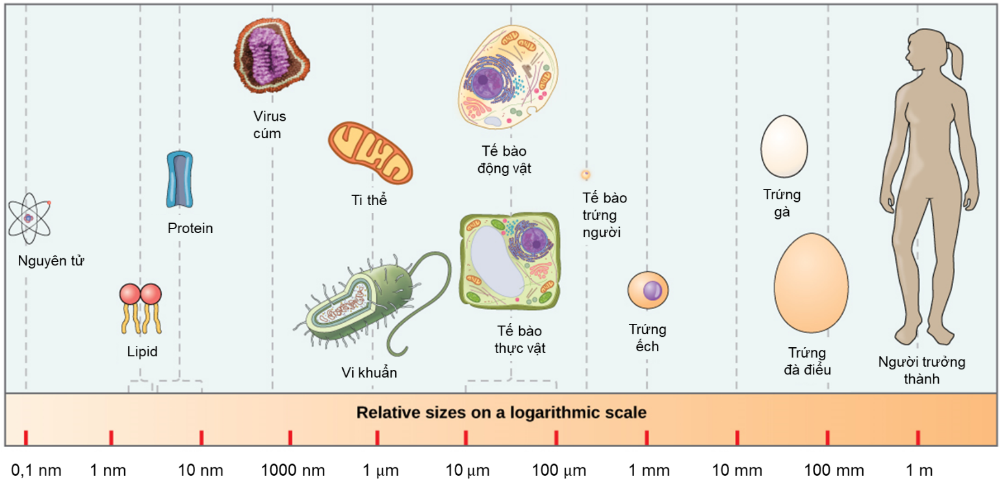 Virus
cúm
Tế bào
động vật
Ti thể
Tế bào
trứng
người
Trứng
gà
Protein
Nguyên tử
Lipid
Vi khuẩn
Tế bào
thực vật
Trứng
ếch
Trứng
đà điểu
Người trưởng
thành
Relative sizes on a logarithmic scale
0,1 nm 1 nm 10 nm 1000 nm 1 μm 10 μm 100 μm 1 mm 10 mm 100 mm 1 m